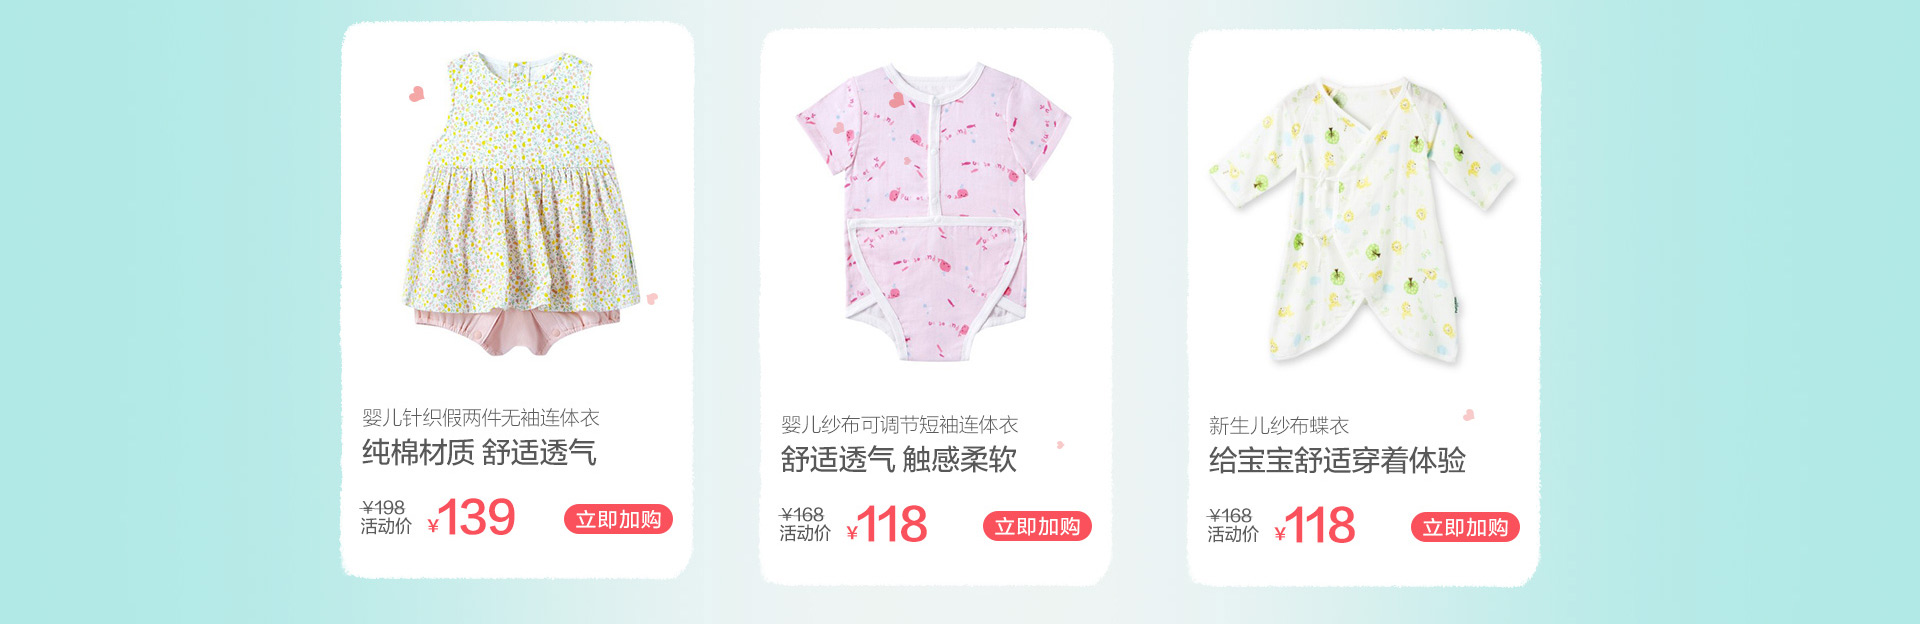 婴儿针织假两件无袖连体衣
纯棉材质 舒适透气
¥198
活动价 ¥139
立即加购
婴儿纱布可调节短袖连体衣
舒适透气 触感柔软
¥168
活动价 ¥118
立即加购
新生儿纱布蝶衣
给宝宝舒适穿着体验
¥168
活动价 ¥118
立即加购